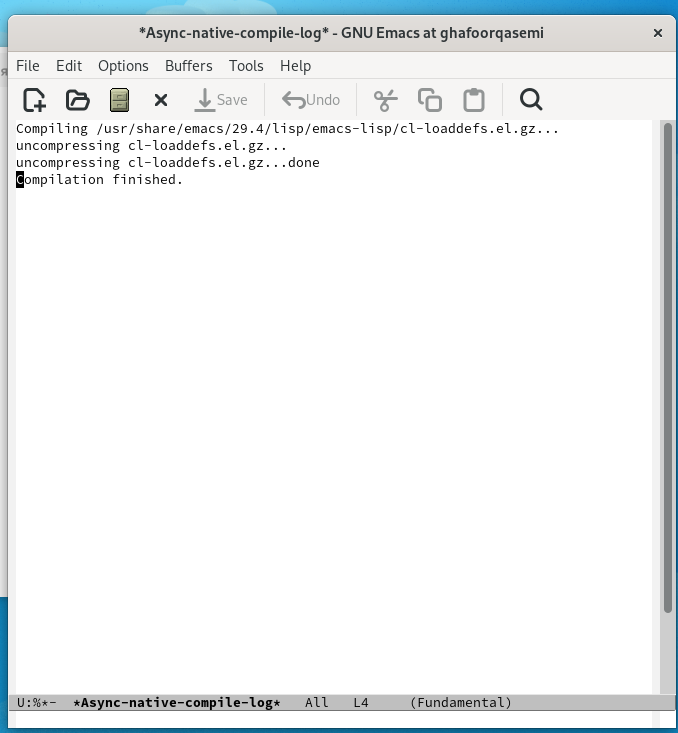 *Async-native-compile-log* - GNU Emacs at ghafoorqasemi
File Edit Options Buffers Tools Help
Save Undo
Compiling /usr/share/emacs/29.4/lisp/emacs-lisp/cl-loaddefs.el.gz...
uncompressing cl-loaddefs.el.gz...
uncompressing cl-loaddefs.el.gz...done
Compilation finished.
U:%*- *Async-native-compile-log* All L4 (Fundamental)